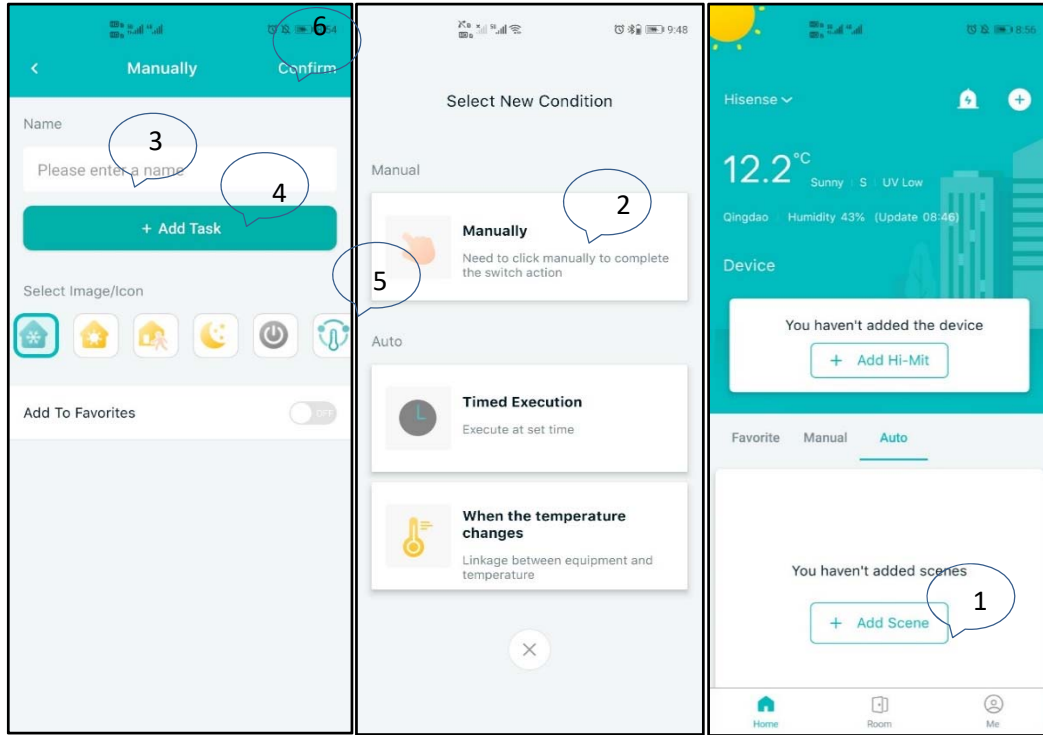 6
54
Manually
Confirm
Name
3
Please enter a name
4
+ Add Task
5
Select Image/Icon
Add To Favorites
OFF
9:48
Select New Condition
Manual
2
Manually
Need to click manually to complete
the switch action
Auto
Timed Execution
Execute at set time
When the temperature
changes
Linkage between equipment and
temperature
8:56
Hisense
12.2°C
Sunny S UV Low
Qingdao Humidity 43% (Update 08:46)
Device
You haven't added the device
+ Add Hi-Mit
Favorite Manual Auto
You haven't added scenes
1
+ Add Scene
Home Room Me